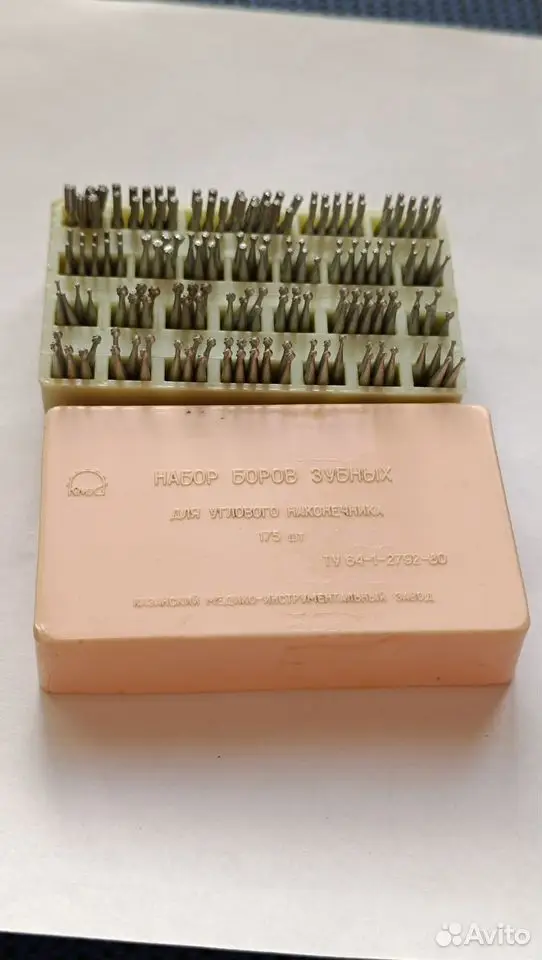 НАБОР БОРОВ ЗУБНЫХ
ДЛЯ УГЛОВОГО НАКОНЕЧНИКА
175 шт
ТУ 64-1-2792-80
КАЗАНСКИЙ МЕДИКО-ИНСТРУМЕНТАЛЬНЫЙ ЗАВОД
Avito